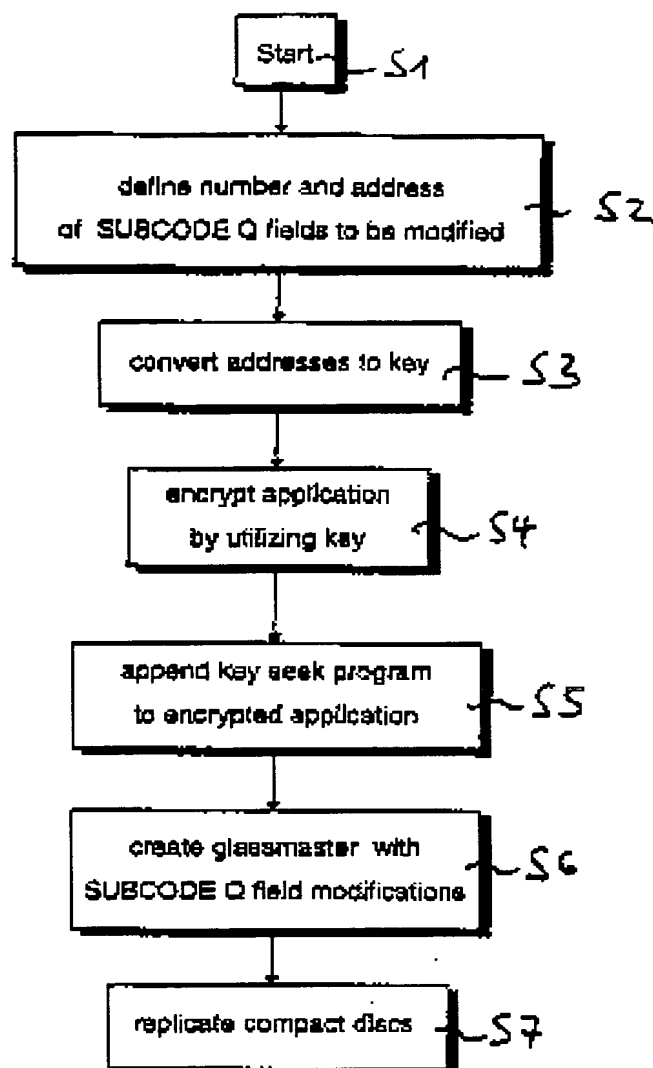 Start S1
define number and address S2
of SUBCODE Q fields to be modified
convert addresses to key S3
encrypt application
by utilizing key S4
append key seek program
to encrypted application S5
create glassmaster with S6
SUBCODE Q field modifications
replicate compact discs S7